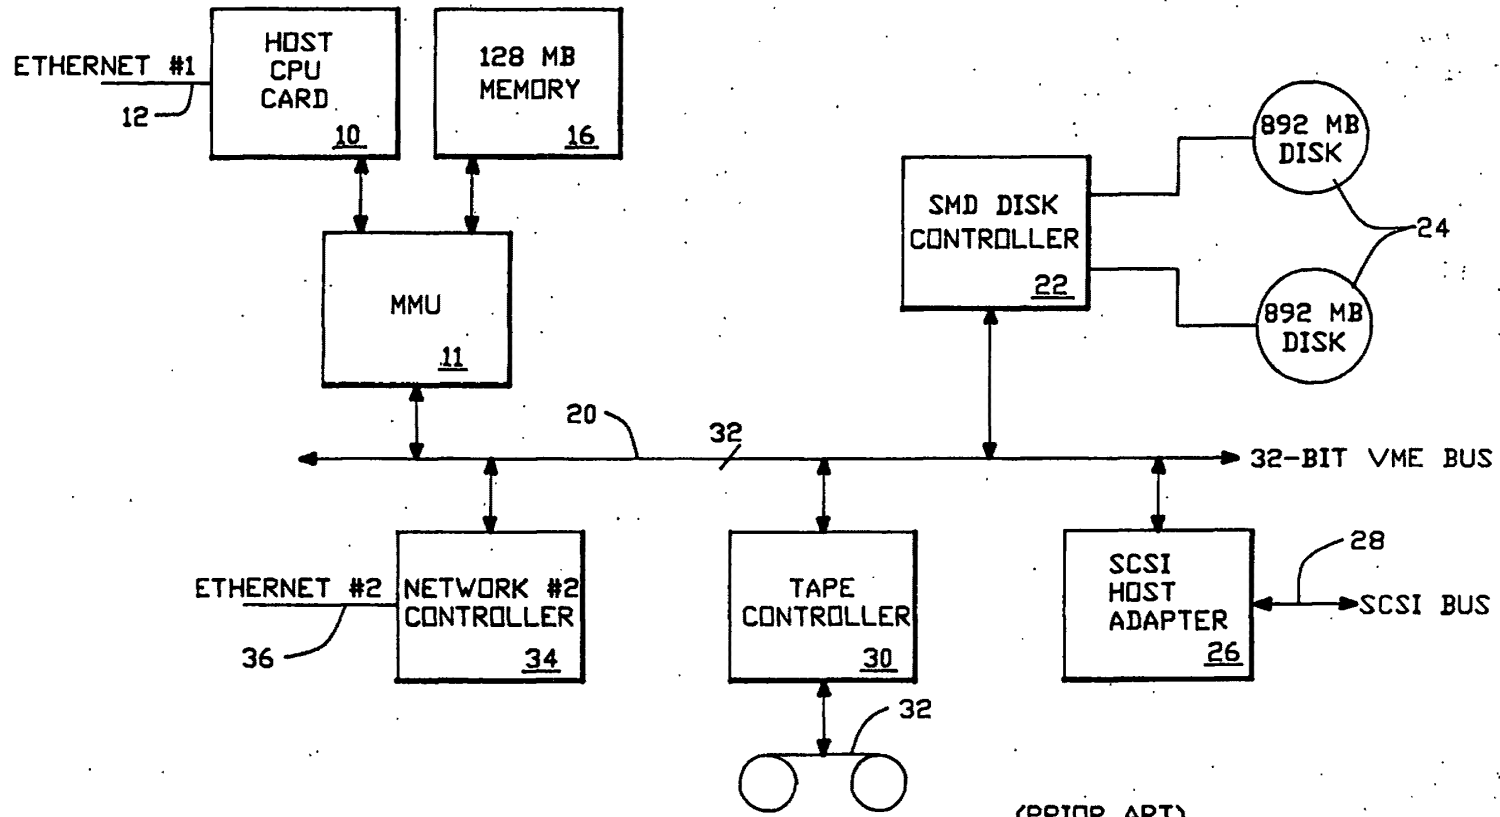 ETHERNET #1
12
HOST
CPU
CARD
10
128 MB
MEMORY
16
MMU
11
SMD DISK
CONTROLLER
22
892 MB
DISK
24
892 MB
DISK
20
32
32-BIT VME BUS
ETHERNET #2
36
NETWORK #2
CONTROLLER
34
TAPE
CONTROLLER
30
32
SCSI
HOST
ADAPTER
26
28
SCSI BUS
(PRIOR ART)